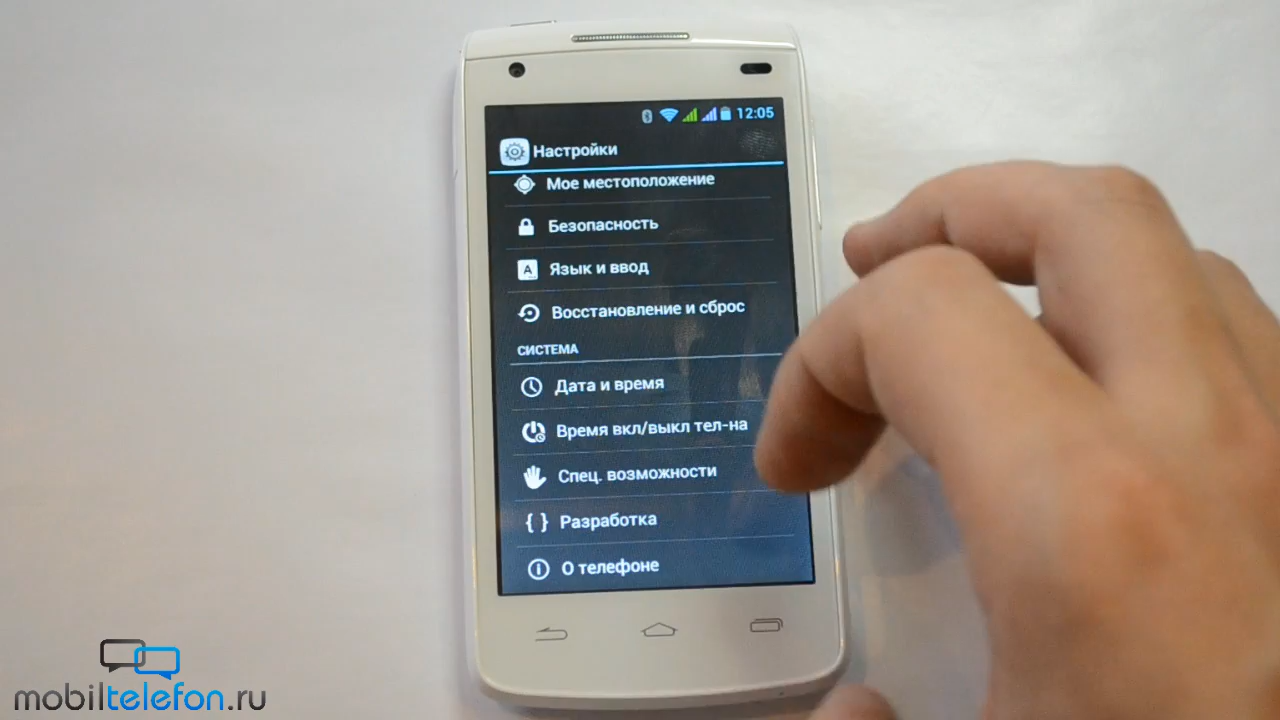 12:05
Настройки
Мое местоположение
Безопасность
A
Язык и ввод
Восстановление и сброс
СИСТЕМА
Дата и время
Время вкл/выкл тел-на
Спец. возможности
{ } Разработка
О телефоне
mobiltelefon.ru